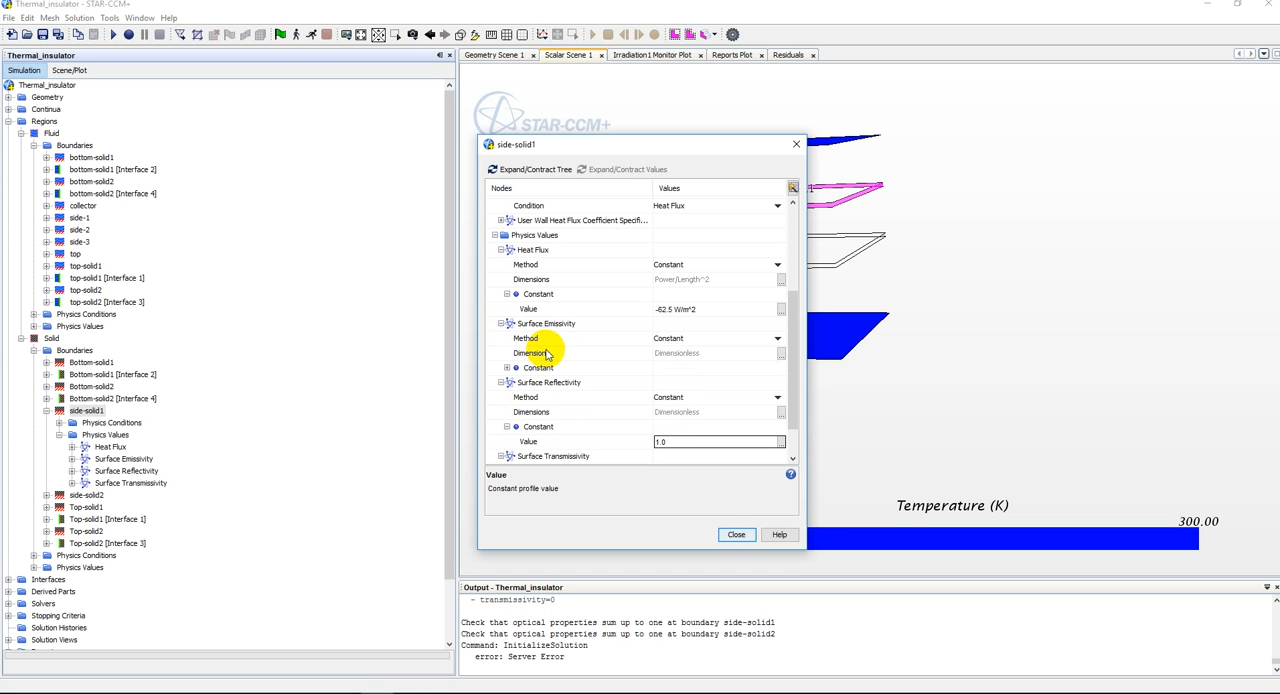 Thermal_insulator - STAR-CCM+
File Edit Mesh Solution Tools Window Help
Thermal_insulator
Simulation Scene/Plot
Thermal_insulator
Geometry
Continua
Regions
Fluid
Boundaries
bottom-solid1
bottom-solid1 [Interface 2]
bottom-solid2
bottom-solid2 [Interface 4]
collector
side-1
side-2
side-3
top
top-solid1
top-solid1 [Interface 1]
top-solid2
top-solid2 [Interface 3]
Physics Conditions
Physics Values
Solid
Boundaries
Bottom-solid1
Bottom-solid1 [Interface 2]
Bottom-solid2
Bottom-solid2 [Interface 4]
side-solid1
Physics Conditions
Physics Values
Heat Flux
Surface Emissivity
Surface Reflectivity
Surface Transmissivity
side-solid2
Top-solid1
Top-solid1 [Interface 1]
Top-solid2
Top-solid2 [Interface 3]
Physics Conditions
Physics Values
Interfaces
Derived Parts
Solvers
Stopping Criteria
Solution Histories
Solution Views
Geometry Scene 1 Scalar Scene 1 Irradiation1 Monitor Plot Reports Plot Residuals
STAR-CCM+
side-solid1
Expand/Contract Tree Expand/Contract Values
Nodes Values
Condition Heat Flux
User Wall Heat Flux Coefficient Specifi...
Physics Values
Heat Flux
Method Constant
Dimensions Power/Length^2
Constant
Value -62.5 W/m^2
Surface Emissivity
Method Constant
Dimensions Dimensionless
Constant
Surface Reflectivity
Method Constant
Dimensions Dimensionless
Constant
Value 1.0
Surface Transmissivity
Value
Constant profile value
Close Help
1
Temperature (K)
300.00
Output - Thermal_insulator
- transmissivity=0
Check that optical properties sum up to one at boundary side-solid1
Check that optical properties sum up to one at boundary side-solid2
Command: InitializeSolution
error: Server Error